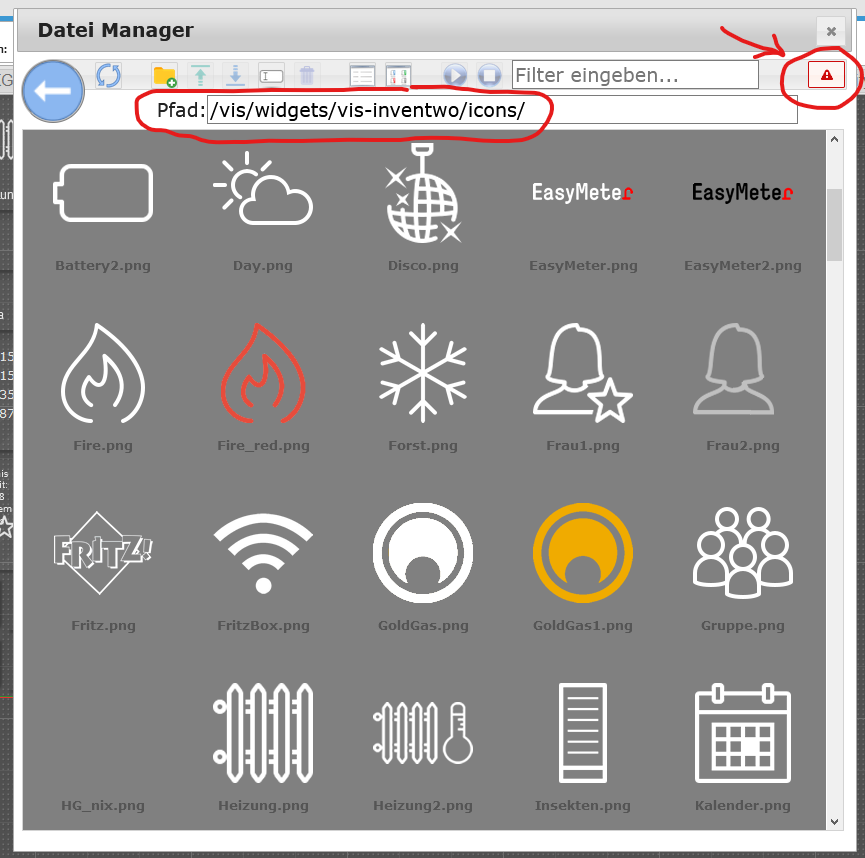 Datei Manager
Filter eingeben...
Pfad: /vis/widgets/vis-inventwo/icons/
EasyMeter EasyMeter
Battery2.png Day.png Disco.png EasyMeter.png EasyMeter2.png
Fire.png Fire_red.png Forst.png Frau1.png Frau2.png
FRITZ!
Fritz.png FritzBox.png GoldGas.png GoldGas1.png Gruppe.png
HG_nix.png Heizung.png Heizung2.png Insekten.png Kalender.png